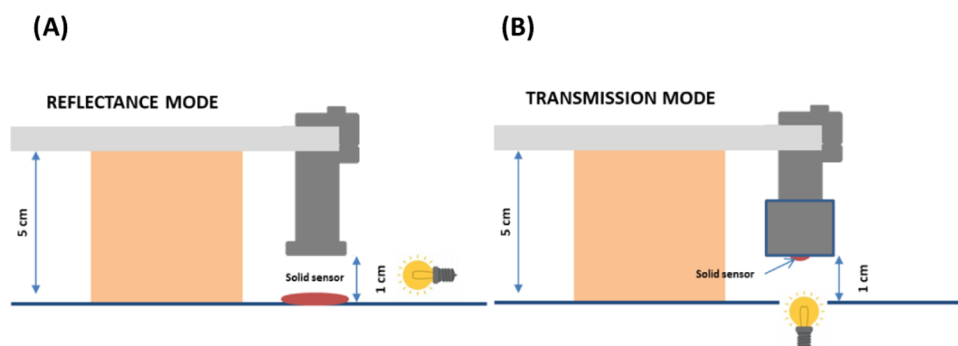 (A)
REFLECTANCE MODE
5 cm
Solid sensor
1 cm
(B)
TRANSMISSION MODE
5 cm
Solid sensor
1 cm